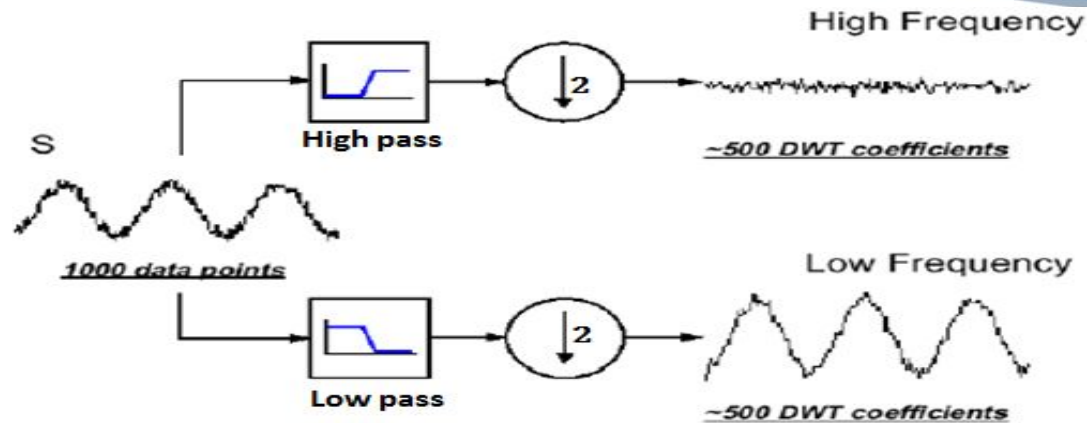 High Frequency
↓2
High pass
~500 DWT coefficients
S
1000 data points
Low Frequency
↓2
Low pass
~500 DWT coefficients